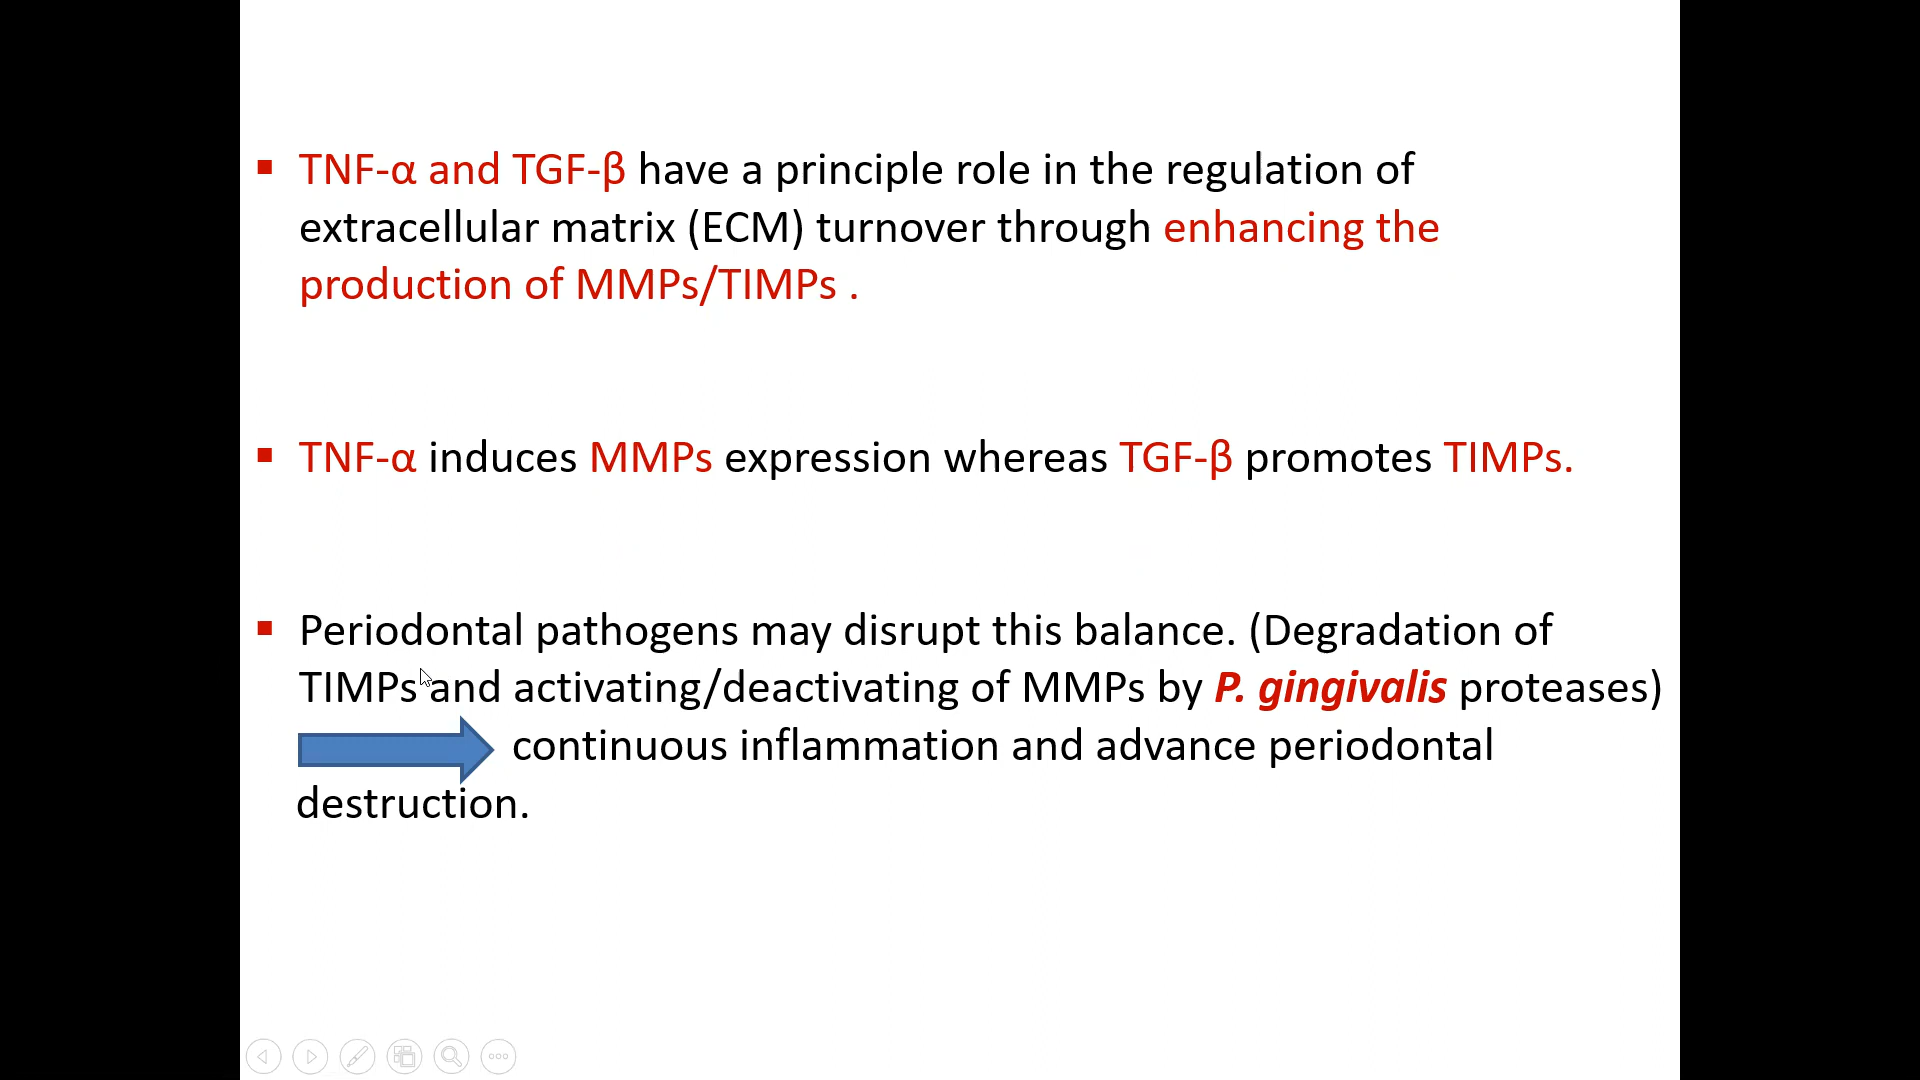 TNF-α and TGF-β have a principle role in the regulation of
extracellular matrix (ECM) turnover through enhancing the
production of MMPs/TIMPs .
TNF-α induces MMPs expression whereas TGF-β promotes TIMPs.
Periodontal pathogens may disrupt this balance. (Degradation of
TIMPs and activating/deactivating of MMPs by P. gingivalis proteases)
continuous inflammation and advance periodontal
destruction.